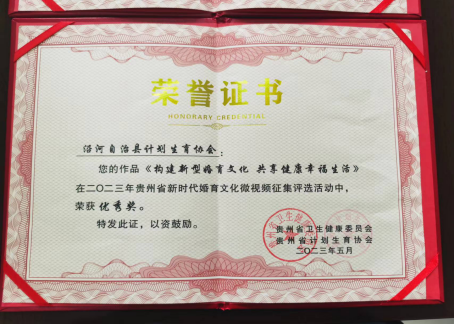 荣誉证书
HONORARY CREDENTIAL
沿河自治县计划生育协会：
您的作品《构建新型婚育文化 共享健康幸福生活》
在二〇二三年贵州省新时代婚育文化微视频征集评选活动中，
荣获 优秀奖。
特发此证，以资鼓励。
贵州省卫生健康委员会
贵州省计划生育协会
二〇二三年五月